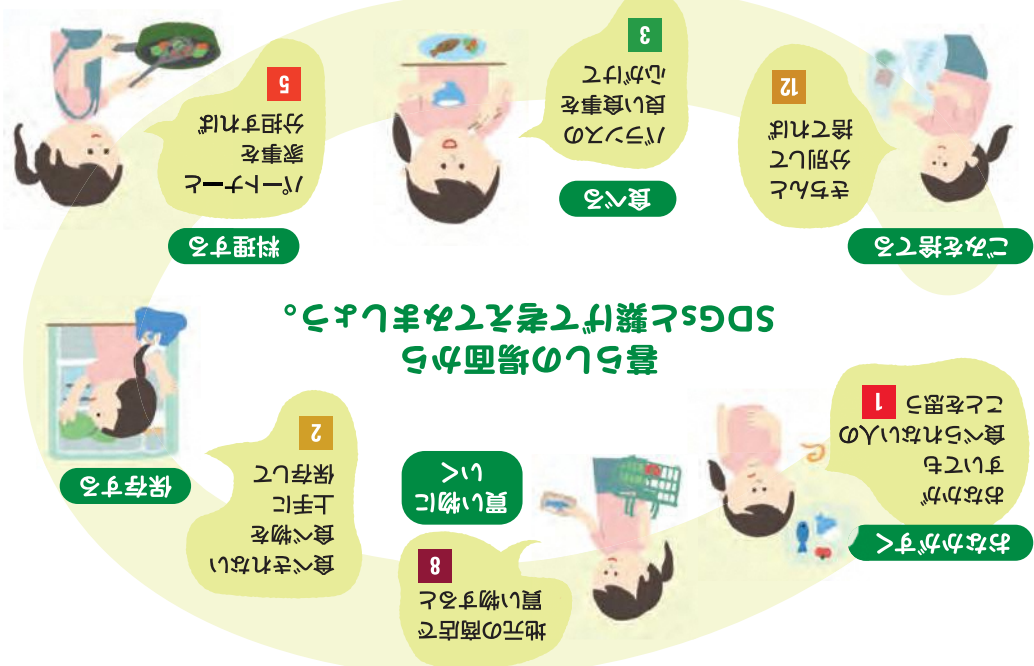 おなかがすく
おなかが
すいても
食べられない人の
ことを思う 1
地元の商店で
買い物すると
8
買い物に
いく
食べきれない
食べ物を
上手に
保存して
2
保存する
暮らしの場面から
SDGsと繋げて考えてみましょう。
ごみを捨てる
きちんと
分別して
捨てれば
12
食べる
バランスの
良い食事を
心がけて
3
料理する
パートナーと
家事を
分担すれば
5